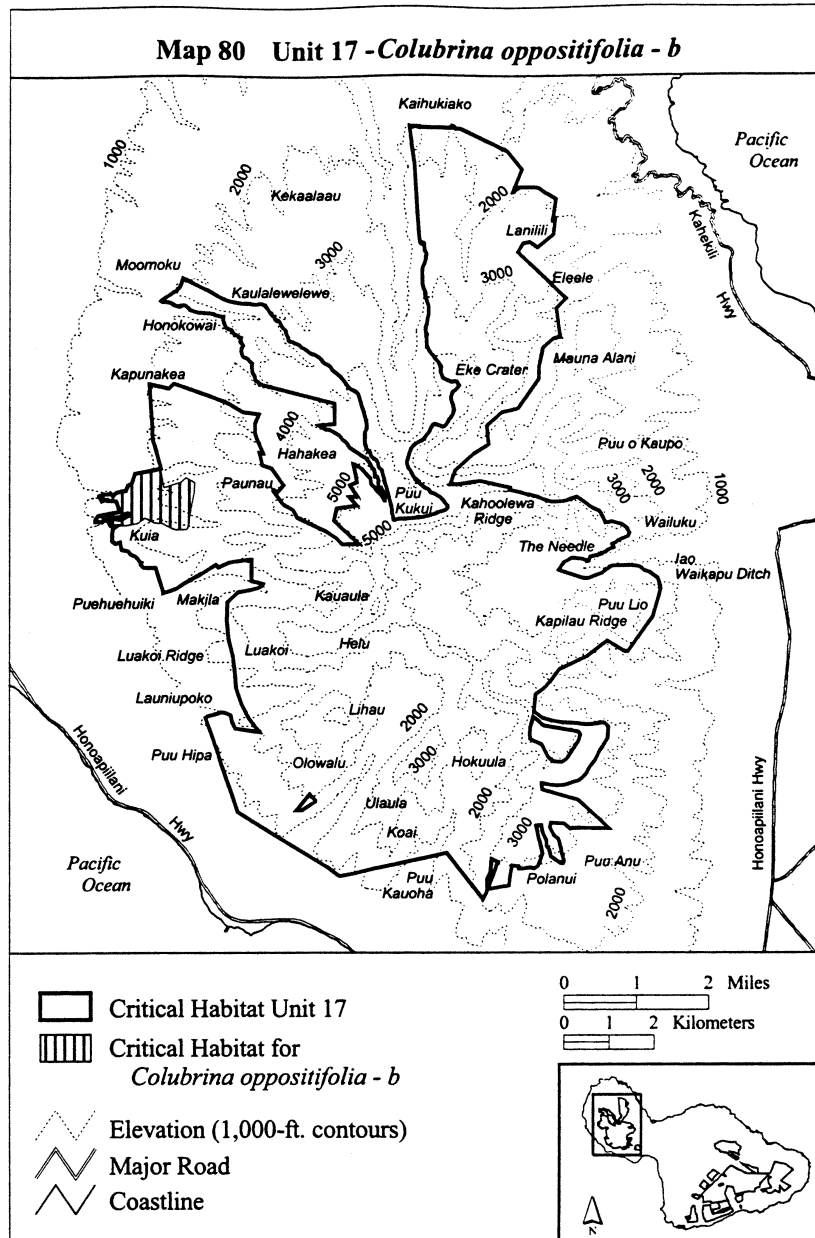 Map 80 Unit 17 - Colubrina oppositifolia - b
Kaihukiako
Pacific
Ocean
1000
2000
Kekaalaau
2000
Lanilili
Kahekili
Hwy
3000
Moomoku
3000
Eleele
Kaulalewelewe
Honokowai
Kapunakea
Eke Crater
Mauna Alani
4000
Hahakea
Puu o Kaupo
3000
2000
1000
Paunau
5000
Puu
Kukui
Kahoolewa
Ridge
Wailuku
5000
Kuia
The Needle
Iao
Waikapu Ditch
Puehuehuiki
Makila
Kauaula
Puu Lio
Kapilau Ridge
Luakoi Ridge
Luakoi
Helu
Launiupoko
Lihau
2000
Puu Hipa
Olowalu
3000
Hokuula
Honoapiilani
Hwy
Ulaula
2000
Koai
3000
Honoapiilani Hwy
Pacific
Ocean
Puu
Kauoha
Polanui
Puu Anu
2000
Critical Habitat Unit 17
Critical Habitat for
Colubrina oppositifolia - b
Elevation (1,000-ft. contours)
Major Road
Coastline
0 1 2 Miles
0 1 2 Kilometers
N